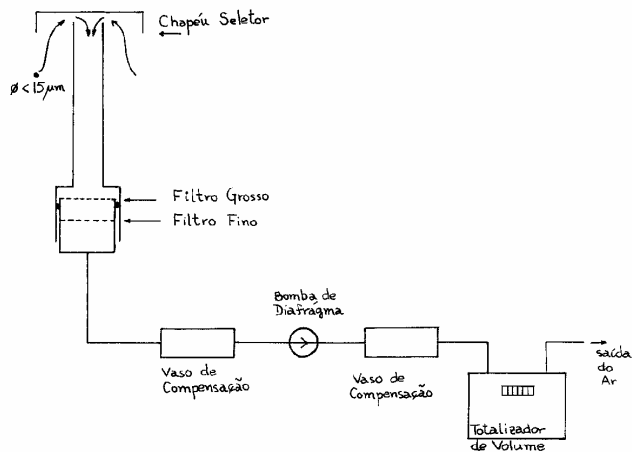 Chapéu Seletor
Ø<15μm
Filtro Grosso
Filtro Fino
Bomba de
Diafrágma
Vaso de
Compensação
Vaso de
Compensação
saída
do
Ar
Totalizador
de Volume